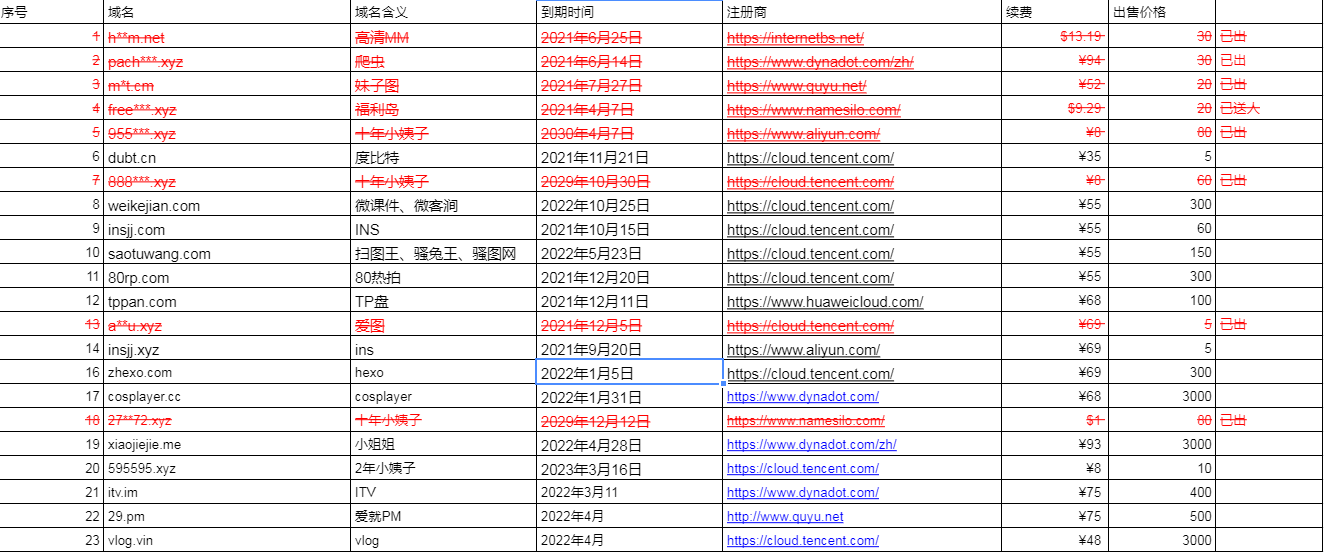 序号 域名 域名含义 到期时间 注册商 续费 出售价格
1 h**m.net 高清MM 2021年6月25日 https://internetbs.net/ $13.19 30 已出
2 pach***.xyz 爬虫 2021年6月14日 https://www.dynadot.com/zh/ ¥94 30 已出
3 m*t.cm 妹子图 2021年7月27日 https://www.quyu.net/ ¥52 20 已出
4 free***.xyz 福利岛 2021年4月7日 https://www.namesilo.com/ $9.29 20 已送人
5 955***.xyz 十年小姨子 2030年4月7日 https://www.aliyun.com/ ¥8 80 已出
6 dubt.cn 度比特 2021年11月21日 https://cloud.tencent.com/ ¥35 5
7 888***.xyz 十年小姨子 2029年10月30日 https://cloud.tencent.com/ ¥8 60 已出
8 weikejian.com 微课件、微客涧 2022年10月25日 https://cloud.tencent.com/ ¥55 300
9 insjj.com INS 2021年10月15日 https://cloud.tencent.com/ ¥55 60
10 saotuwang.com 扫图王、骚兔王、骚图网 2022年5月23日 https://cloud.tencent.com/ ¥55 150
11 80rp.com 80热拍 2021年12月20日 https://cloud.tencent.com/ ¥55 300
12 tppan.com TP盘 2021年12月11日 https://www.huaweicloud.com/ ¥68 100
13 a**u.xyz 爱图 2021年12月5日 https://cloud.tencent.com/ ¥69 5 已出
14 insjj.xyz ins 2021年9月20日 https://www.aliyun.com/ ¥69 5
16 zhexo.com hexo 2022年1月5日 https://cloud.tencent.com/ ¥69 300
17 cosplayer.cc cosplayer 2022年1月31日 https://www.dynadot.com/ ¥68 3000
18 27**72.xyz 十年小姨子 2029年12月12日 https://www.namesilo.com/ $1 80 已出
19 xiaojiejie.me 小姐姐 2022年4月28日 https://www.dynadot.com/zh/ ¥93 3000
20 595595.xyz 2年小姨子 2023年3月16日 https://cloud.tencent.com/ ¥8 10
21 itv.im ITV 2022年3月11 https://www.dynadot.com/ ¥75 400
22 29.pm 爱就PM 2022年4月 http://www.quyu.net ¥75 500
23 vlog.vin vlog 2022年4月 https://cloud.tencent.com/ ¥48 3000